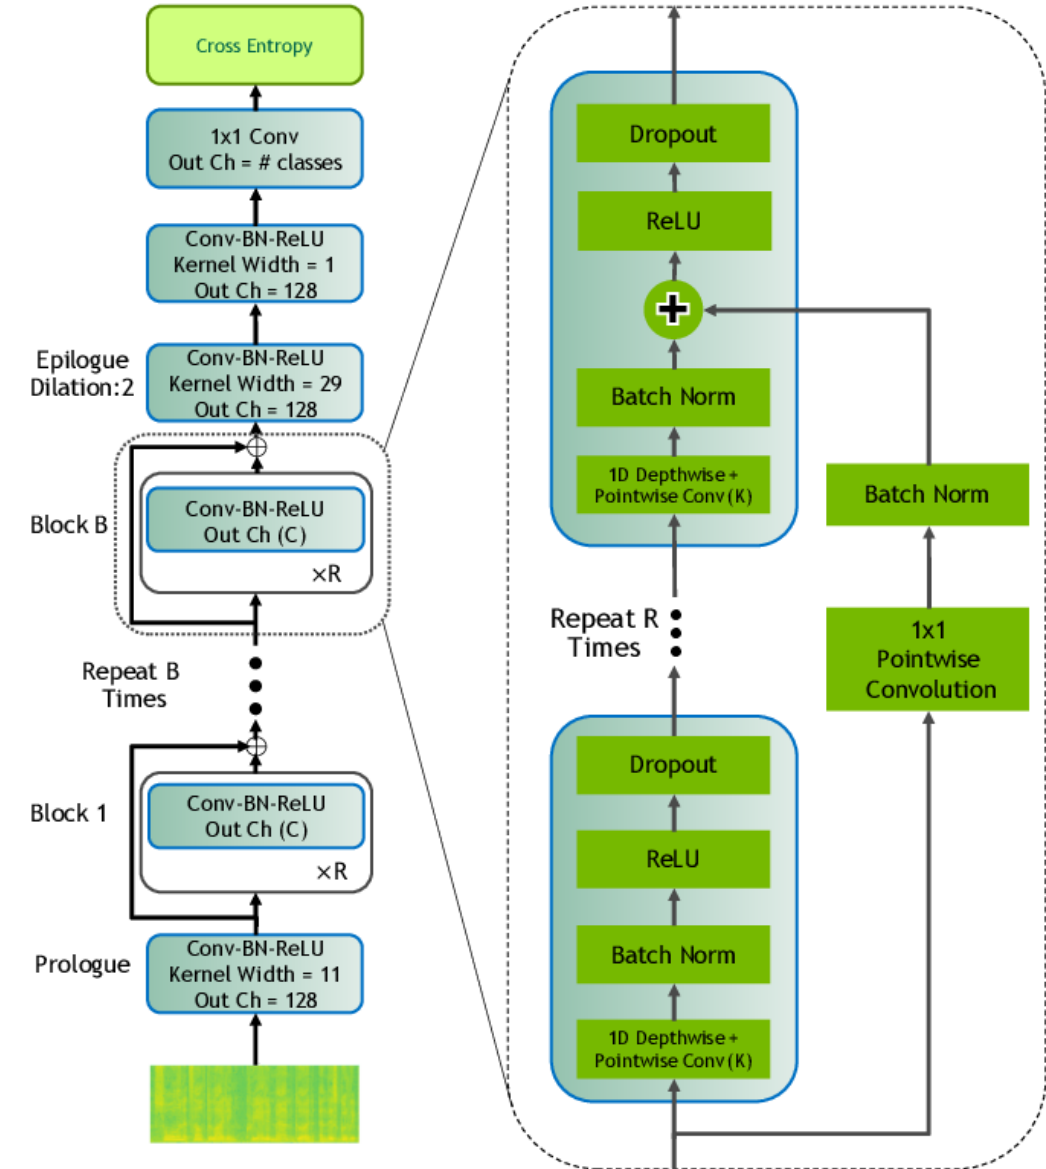 Cross Entropy
1x1 Conv
Out Ch = # classes
Conv-BN-ReLU
Kernel Width = 1
Out Ch = 128
Epilogue
Dilation:2
Conv-BN-ReLU
Kernel Width = 29
Out Ch = 128
Block B
Conv-BN-ReLU
Out Ch (C)
×R
Repeat B
Times
Block 1
Conv-BN-ReLU
Out Ch (C)
×R
Prologue
Conv-BN-ReLU
Kernel Width = 11
Out Ch = 128
Dropout
ReLU
+
Batch Norm
1D Depthwise +
Pointwise Conv (K)
Repeat R
Times
Dropout
ReLU
Batch Norm
1D Depthwise +
Pointwise Conv (K)
Batch Norm
1x1
Pointwise
Convolution